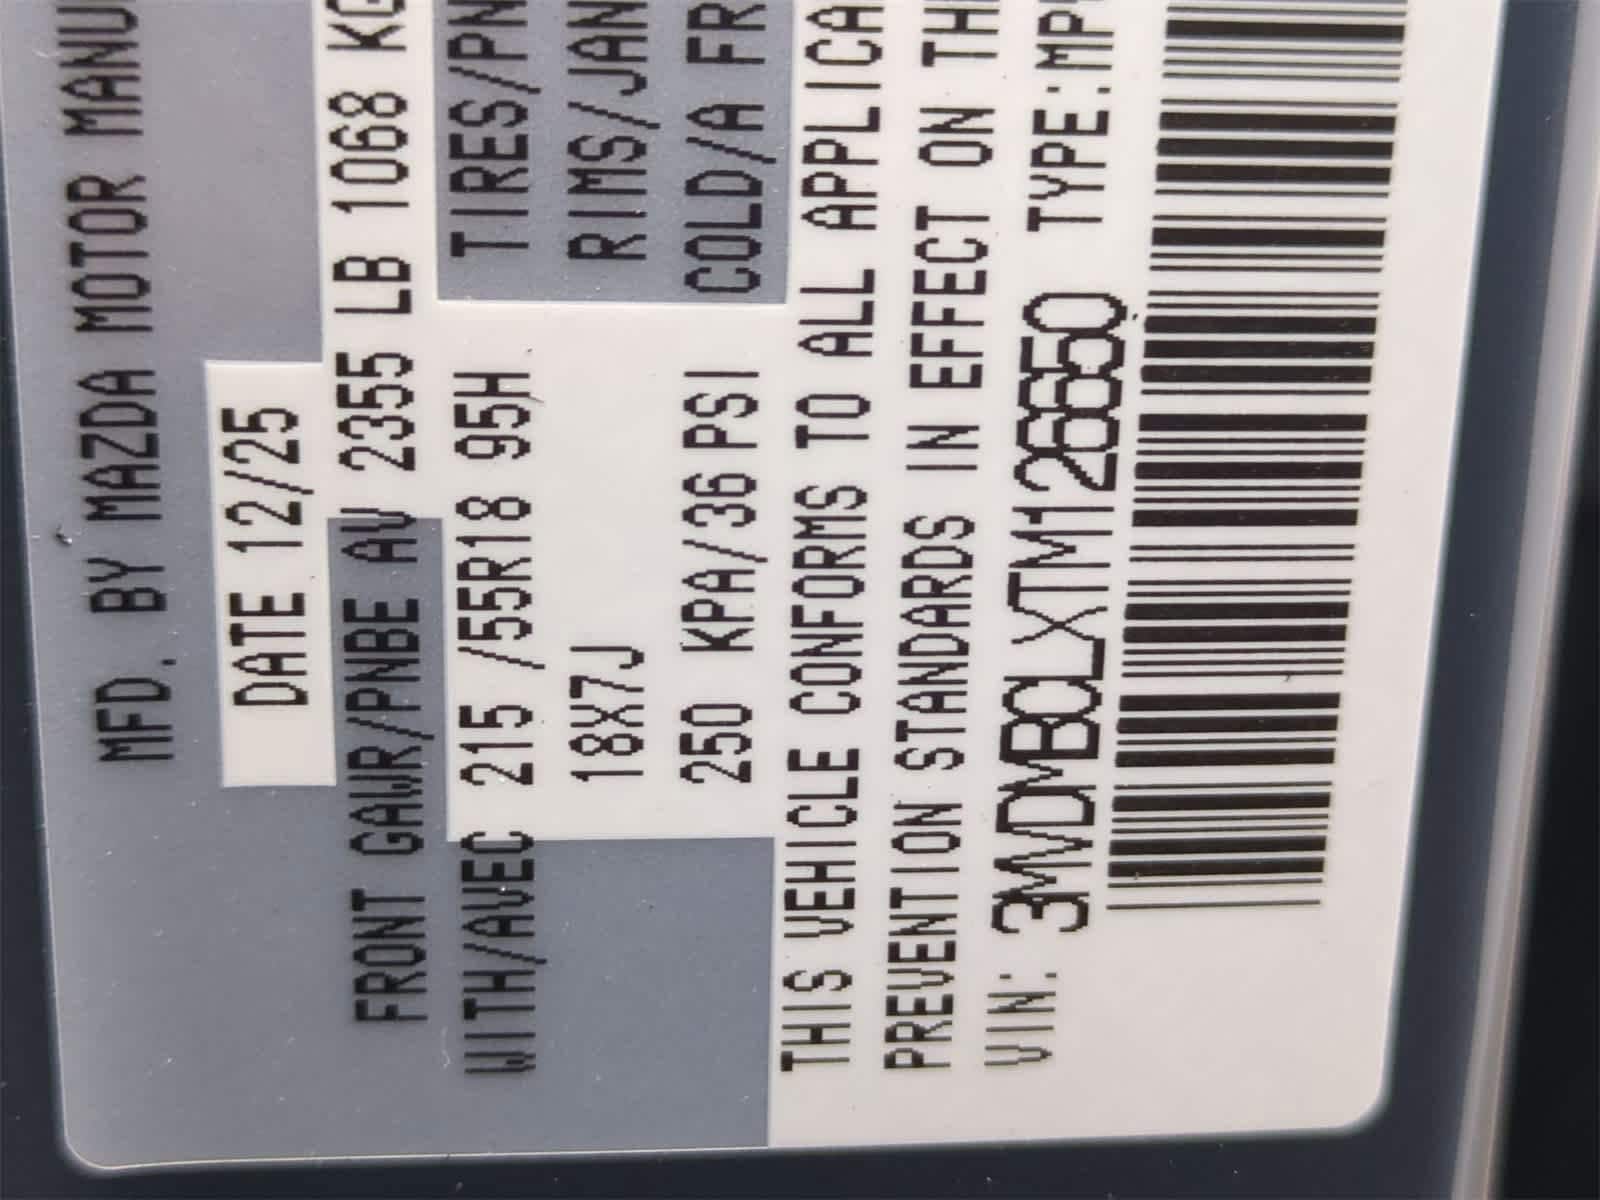 MFD. BY MAZDA MOTOR MANU
DATE 12/25
FRONT GAWR/PNBE AV 2355 LB 1068 KG
WITH/AVEC 215 /55R18 95H TIRES/PN
18X7J RIMS/JAN
250 KPA/36 PSI COLD/A FR
THIS VEHICLE CONFORMS TO ALL APPLICA
PREVENTION STANDARDS IN EFFECT ON TH
VIN: 3MVDMBCLXTM126650 TYPE:MP